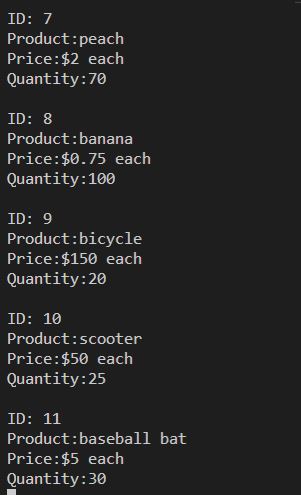 ID: 7
Product:peach
Price:$2 each
Quantity:70
ID: 8
Product:banana
Price:$0.75 each
Quantity:100
ID: 9
Product:bicycle
Price:$150 each
Quantity:20
ID: 10
Product:scooter
Price:$50 each
Quantity:25
ID: 11
Product:baseball bat
Price:$5 each
Quantity:30